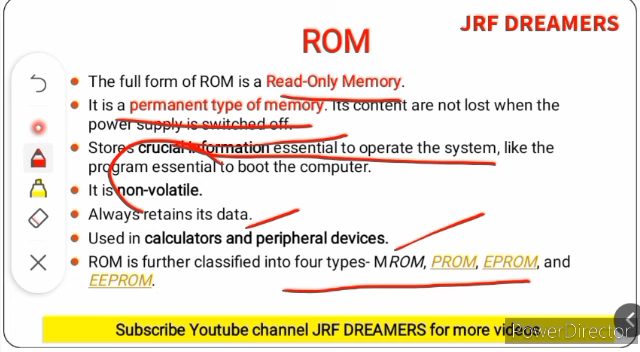 JRF DREAMERS
ROM
The full form of ROM is a Read-Only Memory.
It is a permanent type of memory. Its content are not lost when the
power supply is switched off.
Stores crucial information essential to operate the system, like the
program essential to boot the computer.
It is non-volatile.
Always retains its data.
Used in calculators and peripheral devices.
ROM is further classified into four types- MROM, PROM, EPROM, and
EEPROM.
Subscribe Youtube channel JRF DREAMERS for more videos
PowerDirector